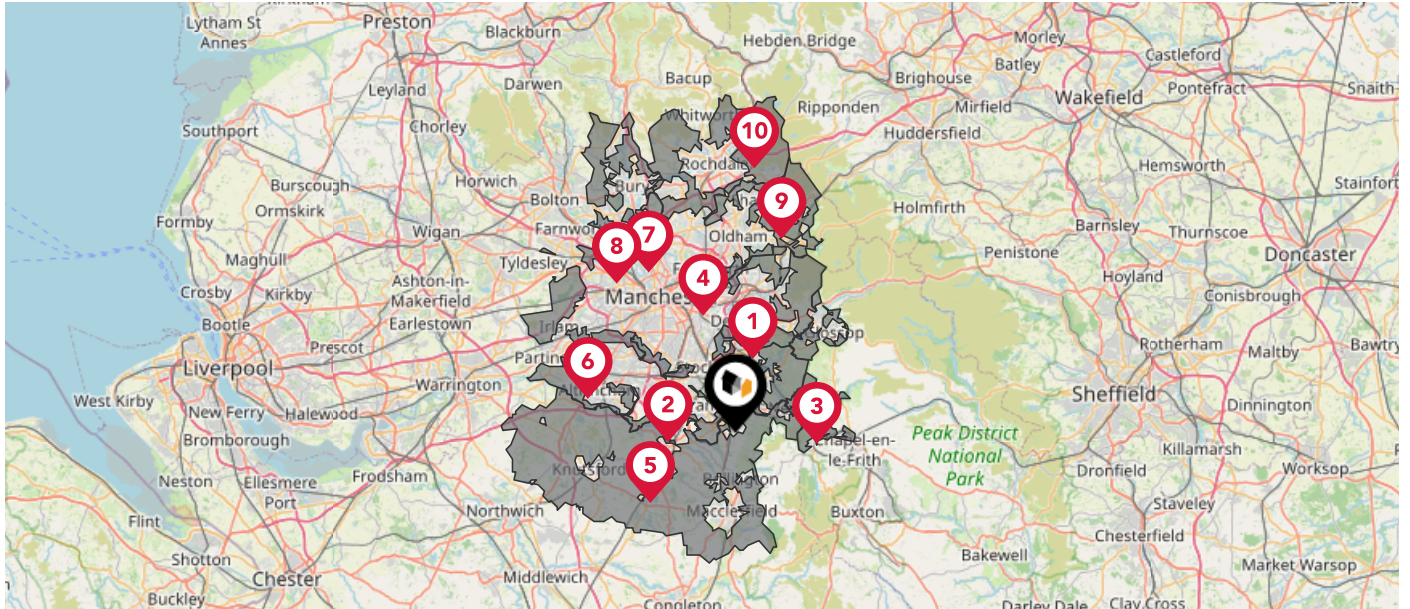 Lytham St
Annes
Preston
Blackburn
Hebden Bridge
Morley
Batley
Castleford
Pontefract
Snaith
Leyland
Darwen
Bacup
Brighouse
Mirfield
Wakefield
Ripponden
Huddersfield
Southport
Chorley
Whitworth
10
Hemsworth
Rochdale
Horwich
Bury
Burscough
Bolton
Stainfort
Ormskirk
Formby
9
Holmfirth
Barnsley
Thurnscoe
Wigan
Farnwo
8
7
Oldham
Penistone
Doncaster
Maghull
Tyldesley
4
Hoyland
Conisbrough
Crosby
Kirkby
Ashton-in-
Makerfield
Manches
Bootle
Earlestown
Irlam
1
Glossop
Rotherham
Maltby
Bawtry
Prescot
Partin
6
Liverpool
Warrington
West Kirby
New Ferry
Halewood
2
3
Sheffield
Dinnington
Bromborough
Peak District
National
Park
Chapel-en-
le-Frith
Killamarsh
Neston
Ellesmere
Port
Frodsham
Knutsford
5
Dronfield
Worksop
Northwich
Macclesfield
Buxton
Staveley
Flint
Chesterfield
Shotton
Chester
Middlewich
Bakewell
Market Warsop
Buckley
Congleton
Darley Dale
Clay Cross